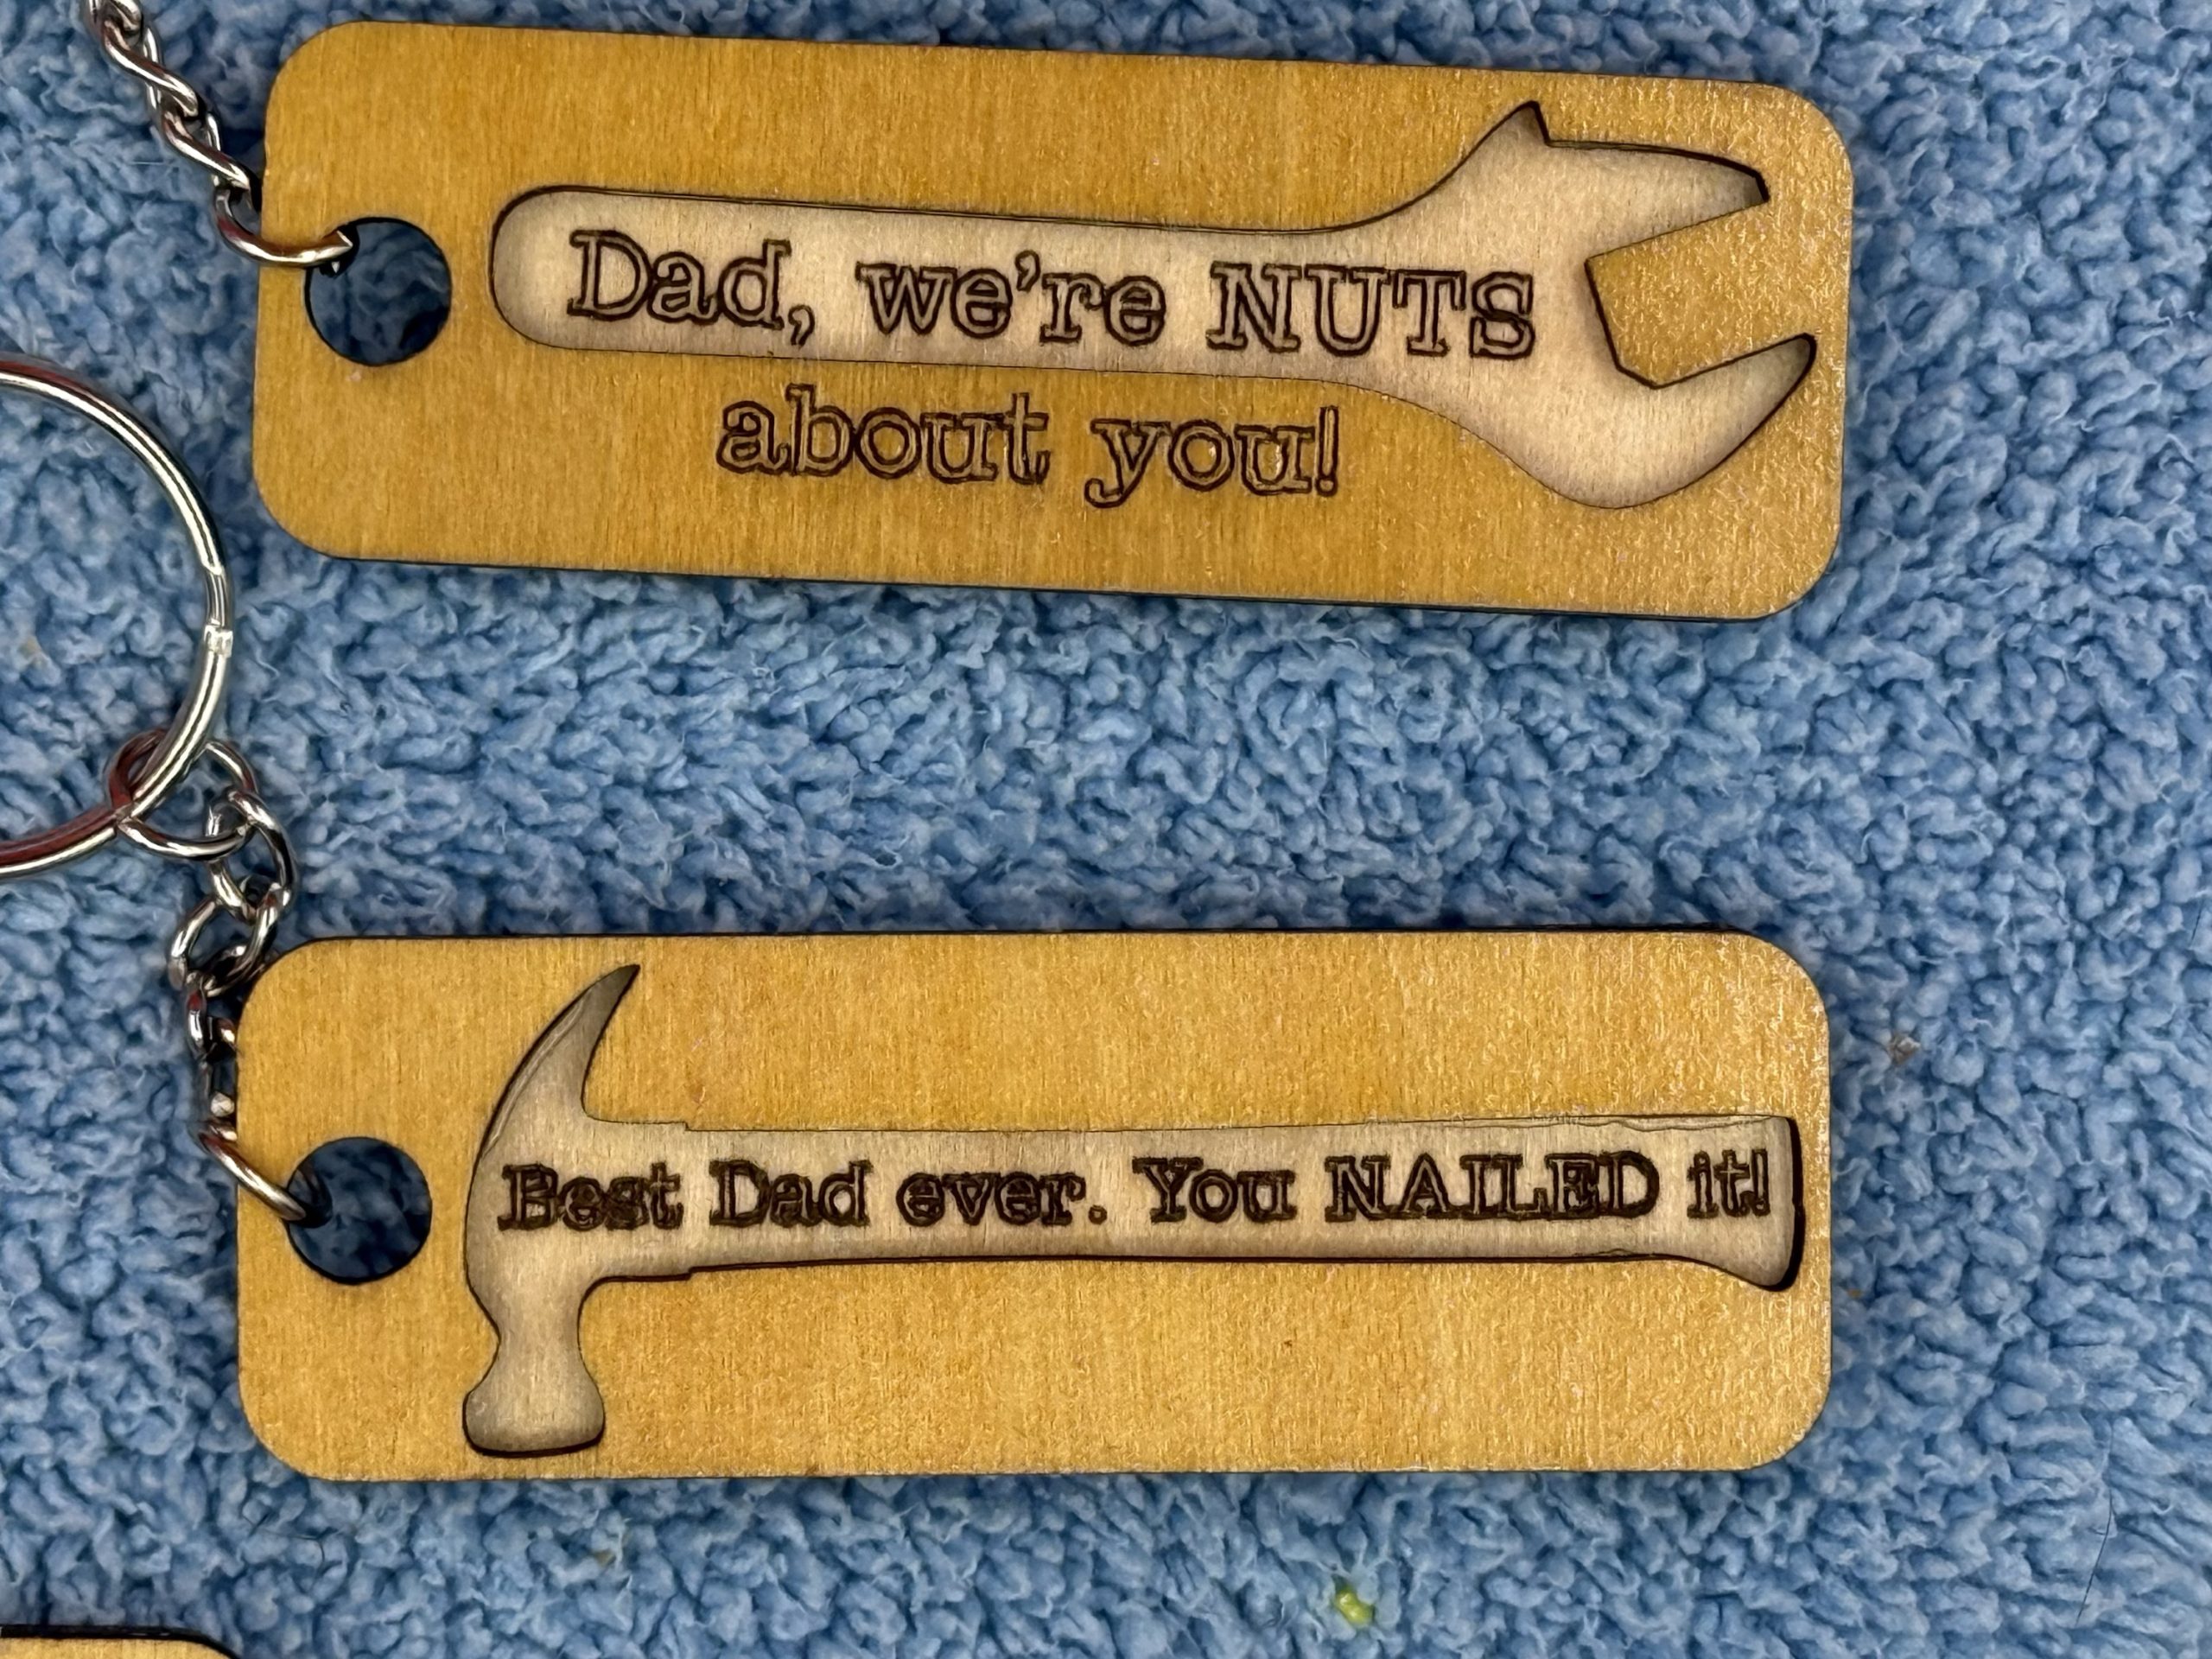 Dad, we're NUTS
about you!
Best Dad ever. You NAILED it!